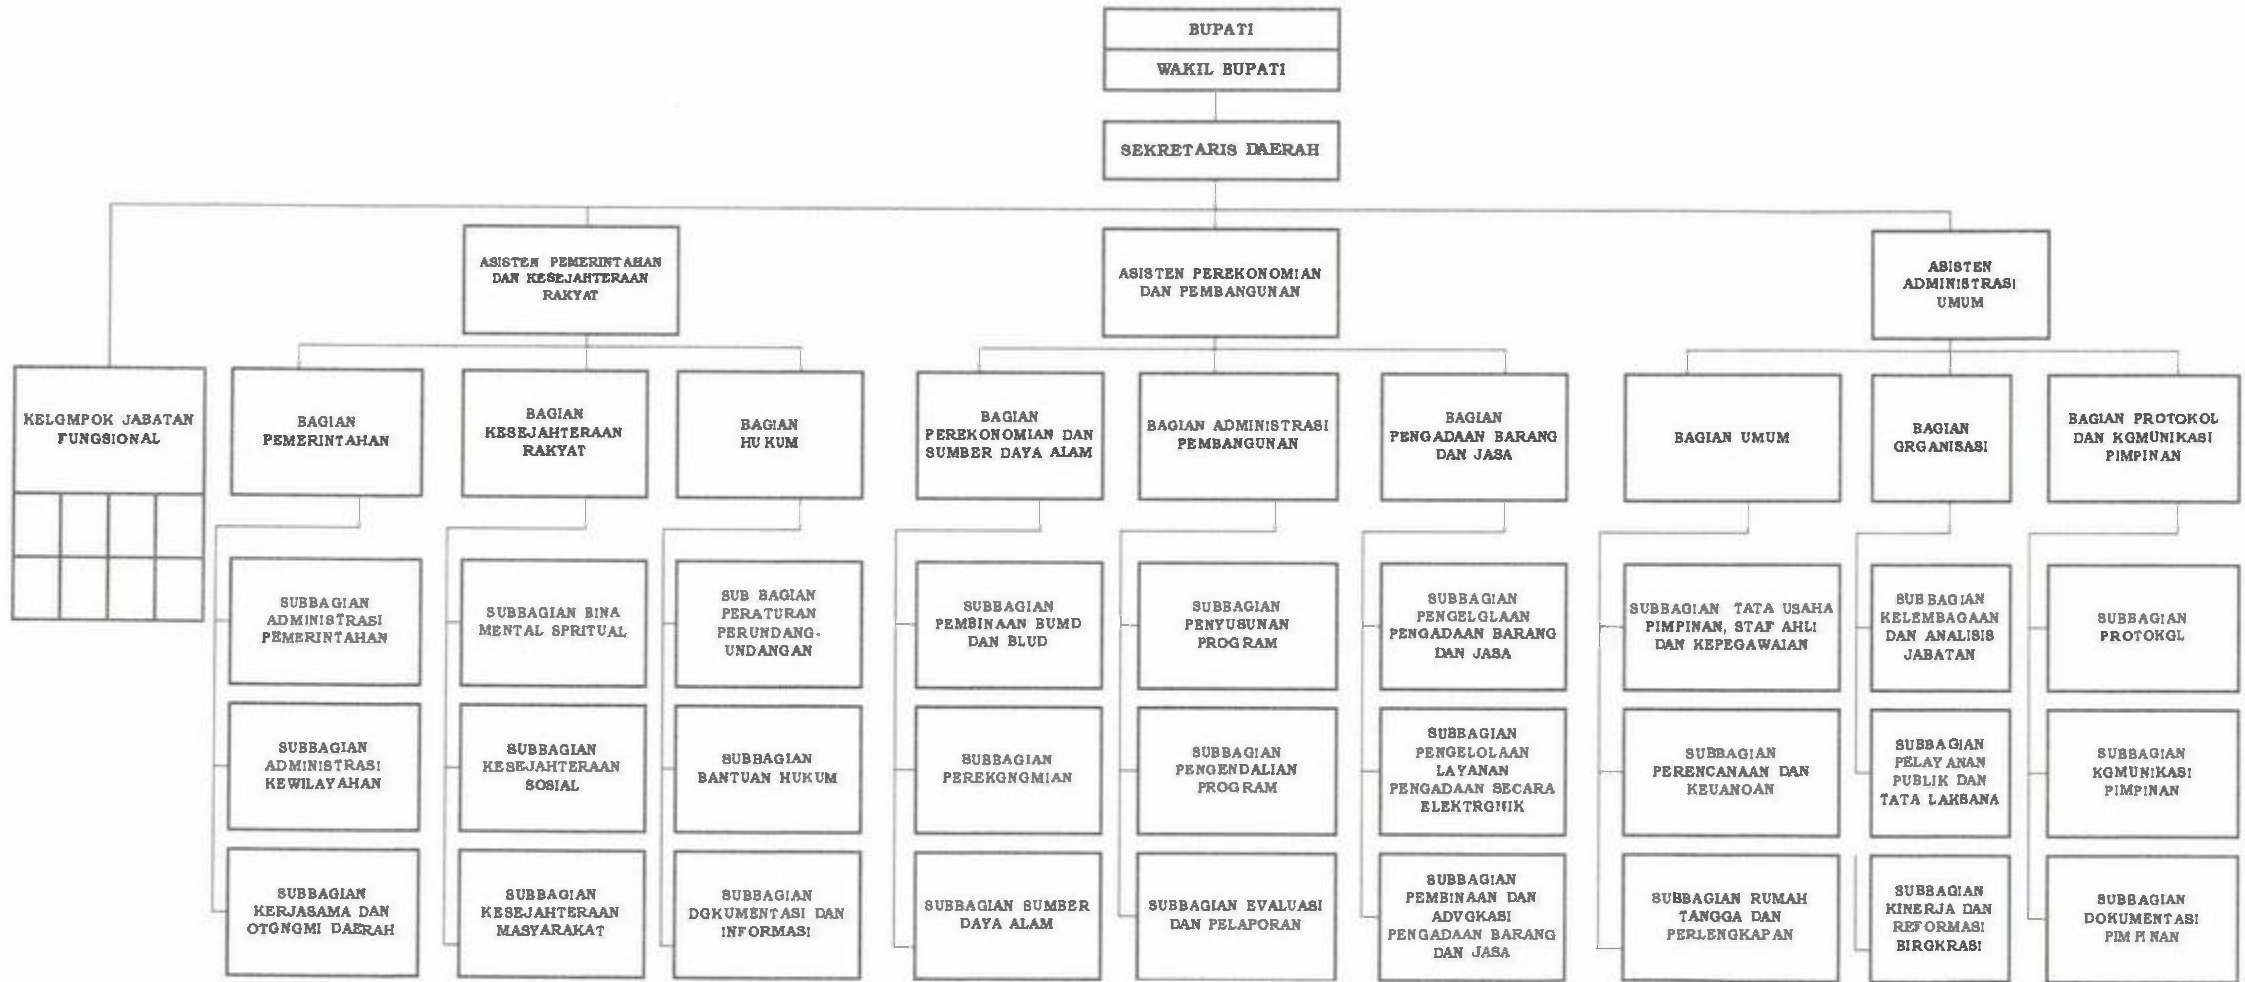 BUPATI
WAKIL BUPATI
SEKRETARIS DAERAH
ASISTEN PEMERINTAHAN
DAN KESEJAHTERAAN
RAKYAT
ASISTEN PEREKONOMIAN
DAN PEMBANGUNAN
ASISTEN
ADMINISTRASI
UMUM
KELOMPOK JABATAN
FUNGSIONAL
BAGIAN
PEMERINTAHAN
BAGIAN
KESEJAHTERAAN
RAKYAT
BAGIAN
HUKUM
BAGIAN
PEREKONOMIAN DAN
SUMBER DAYA ALAM
BAGIAN ADMINISTRASI
PEMBANGUNAN
BAGIAN
PENGADAAN BARANG
DAN JASA
BAGIAN UMUM
BAGIAN
ORGANISASI
BAGIAN PROTOKOL
DAN KOMUNIKASI
PIMPINAN
SUBBAGIAN
ADMINISTRASI
PEMERINTAHAN
SUBBAGIAN BINA
MENTAL SPRITUAL
SUB BAGIAN
PERATURAN
PERUNDANG-
UNDANGAN
SUBBAGIAN
PEMBINAAN BUMD
DAN BLUD
SUBBAGIAN
PENYUSUNAN
PROGRAM
SUBBAGIAN
PENGELOLAAN
PENGADAAN BARANG
DAN JASA
SUBBAGIAN TATA USAHA
PIMPINAN, STAF AHLI
DAN KEPEGAWAIAN
SUBBAGIAN
KELEMBAGAAN
DAN ANALISIS
JABATAN
SUBBAGIAN
PROTOKOL
SUBBAGIAN
ADMINISTRASI
KEWILAYAHAN
SUBBAGIAN
KESEJAHTERAAN
SOSIAL
SUBBAGIAN
BANTUAN HUKUM
SUBBAGIAN
PEREKONOMIAN
SUBBAGIAN
PENGENDALIAN
PROGRAM
SUBBAGIAN
PENGELOLAAN
LAYANAN
PENGADAAN SECARA
ELEKTRONIK
SUBBAGIAN
PERENCANAAN DAN
KEUANGAN
SUBBAGIAN
PELAYANAN
PUBLIK DAN
TATA LAKSANA
SUBBAGIAN
KOMUNIKASI
PIMPINAN
SUBBAGIAN
KERJASAMA DAN
OTONOMI DAERAH
SUBBAGIAN
KESEJAHTERAAN
MASYARAKAT
SUBBAGIAN
DOKUMENTASI DAN
INFORMASI
SUBBAGIAN SUMBER
DAYA ALAM
SUBBAGIAN EVALUASI
DAN PELAPORAN
SUBBAGIAN
PEMBINAAN DAN
ADVOKASI
PENGADAAN BARANG
DAN JASA
SUBBAGIAN RUMAH
TANGGA DAN
PERLENGKAPAN
SUBBAGIAN
KINERJA DAN
REFORMASI
BIROKRASI
SUBBAGIAN
DOKUMENTASI
PIMPINAN